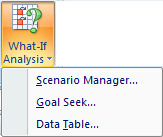 What-If
Analysis
Scenario Manager...
Goal Seek...
Data Table...